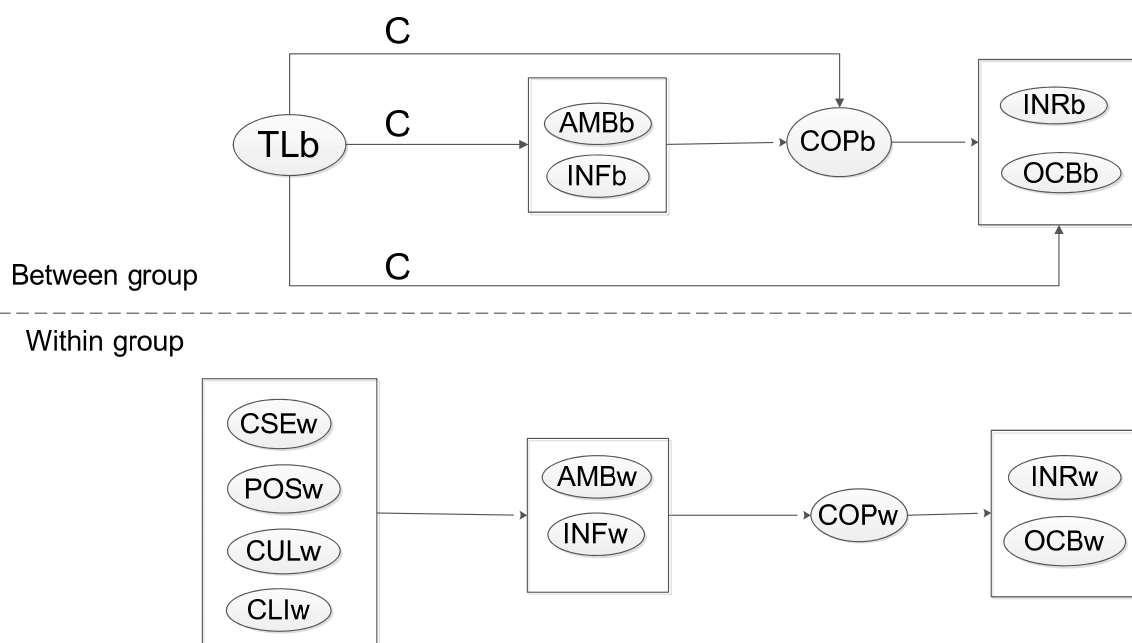 C
C
TLb
AMBb
INFb
COPb
INRb
OCBb
C
Between group
Within group
CSEw
POSw
CULw
CLIw
AMBw
INFw
COPw
INRw
OCBw